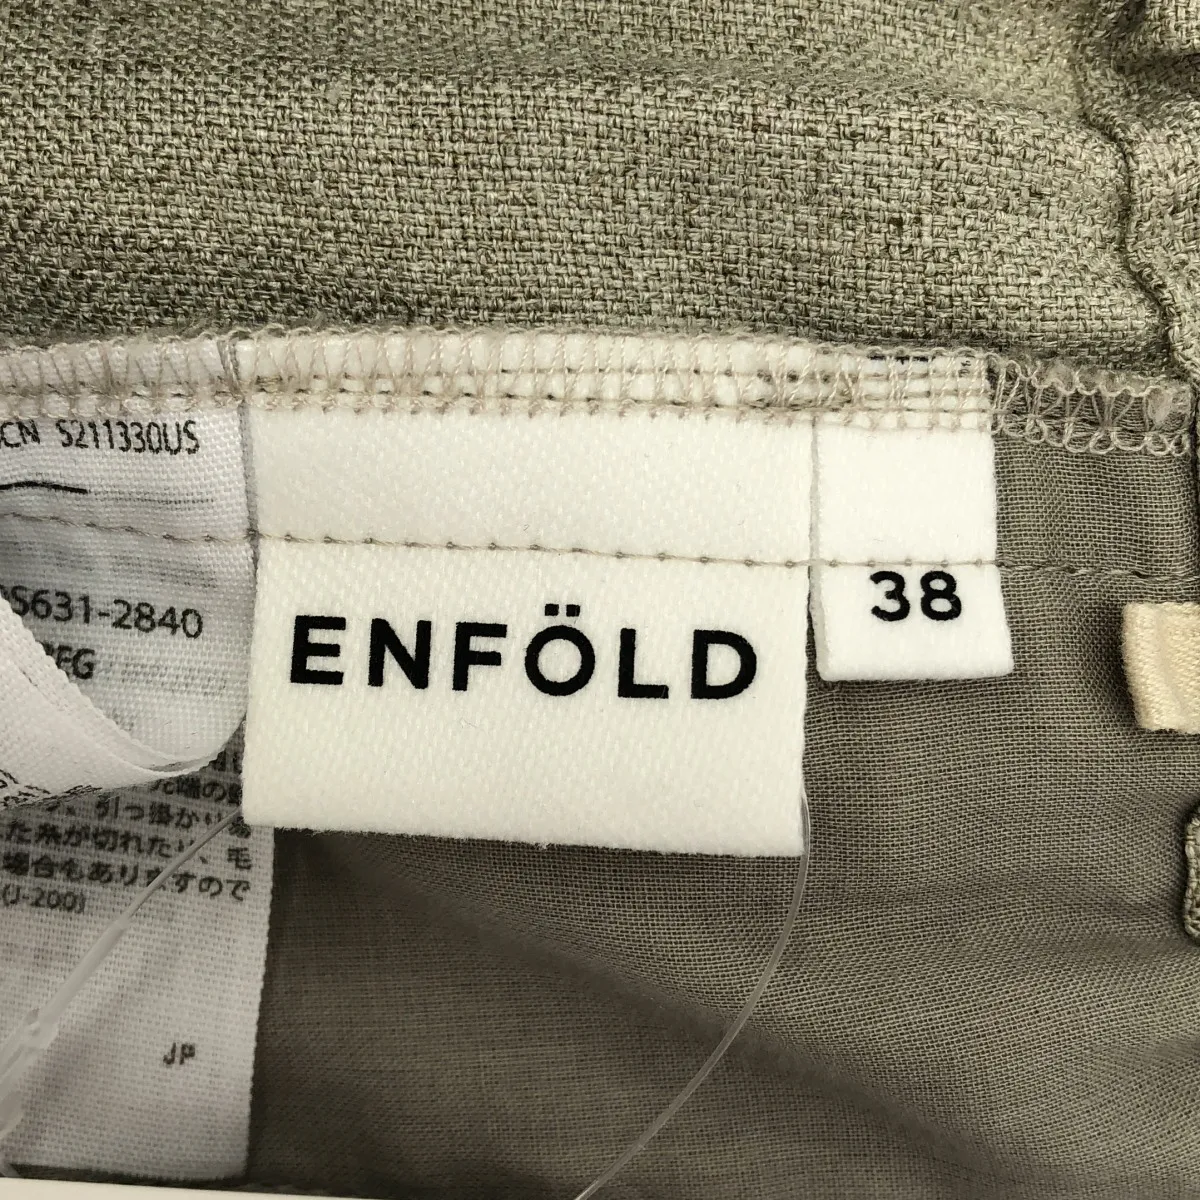 CN S211330US
S631-2840
ENFÖLD
38
引っ掛かりあ
た糸が切れたり、毛
場合もありますので
(J-200)
JP